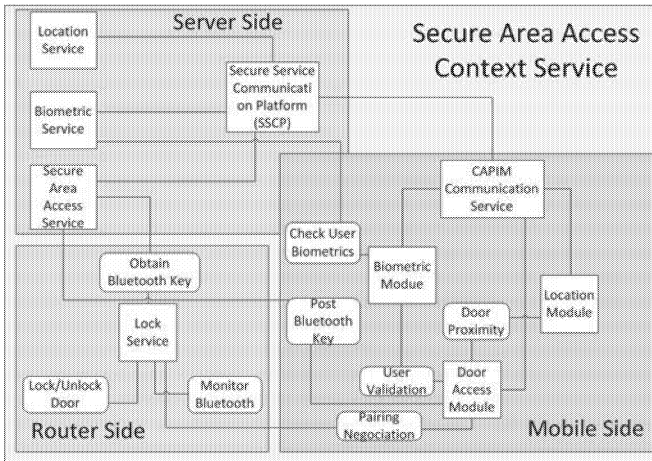 Server Side
Secure Area Access
Context Service
Location
Service
Secure Service
Communicati
on Platform
(SSCP)
Biometric
Service
Secure
Area
Access
Service
CAPIM
Communication
Service
Check User
Biometrics
Obtain
Bluetooth Key
Biometric
Modue
Location
Module
Post
Bluetooth
Key
Door
Proximity
Lock
Service
User
Validation
Door
Access
Module
Lock/Unlock
Door
Monitor
Bluetooth
Pairing
Negociation
Router Side
Mobile Side